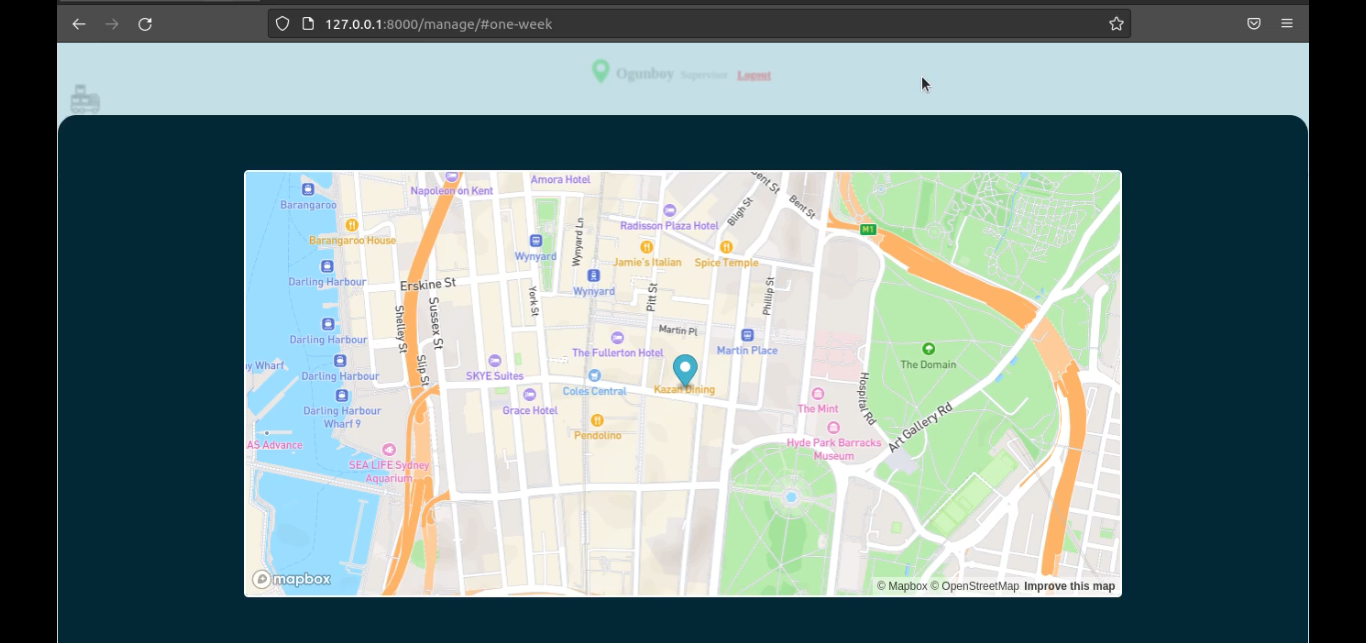 127.0.0.1:8000/manage/#one-week
Ogunboy Supervisor Logout
Napoleon on Kent
Amora Hotel
Bent St
Bent St
Bligh St
Barangaroo
Radisson Plaza Hotel
M1
Barangaroo House
Wynyard Ln
Wynyard
Jamie's Italian
Spice Temple
Darling Harbour
Erskine St
Wynyard
Pitt St
Phillip St
York St
Sussex St
Shelley St
Darling Harbour
Martin Pl
The Fullerton Hotel
Martin Place
The Domain
Darling Harbour
Slip St
SKYE Suites
Coles Central
Kazan Dining
Hospital Rd
Darling Harbour
Wharf 9
Grace Hotel
The Mint
Art Gallery Rd
Pendolino
Hyde Park Barracks
Museum
AS Advance
SEA LIFE Sydney
Aquarium
y Wharf
mapbox
© Mapbox © OpenStreetMap Improve this map